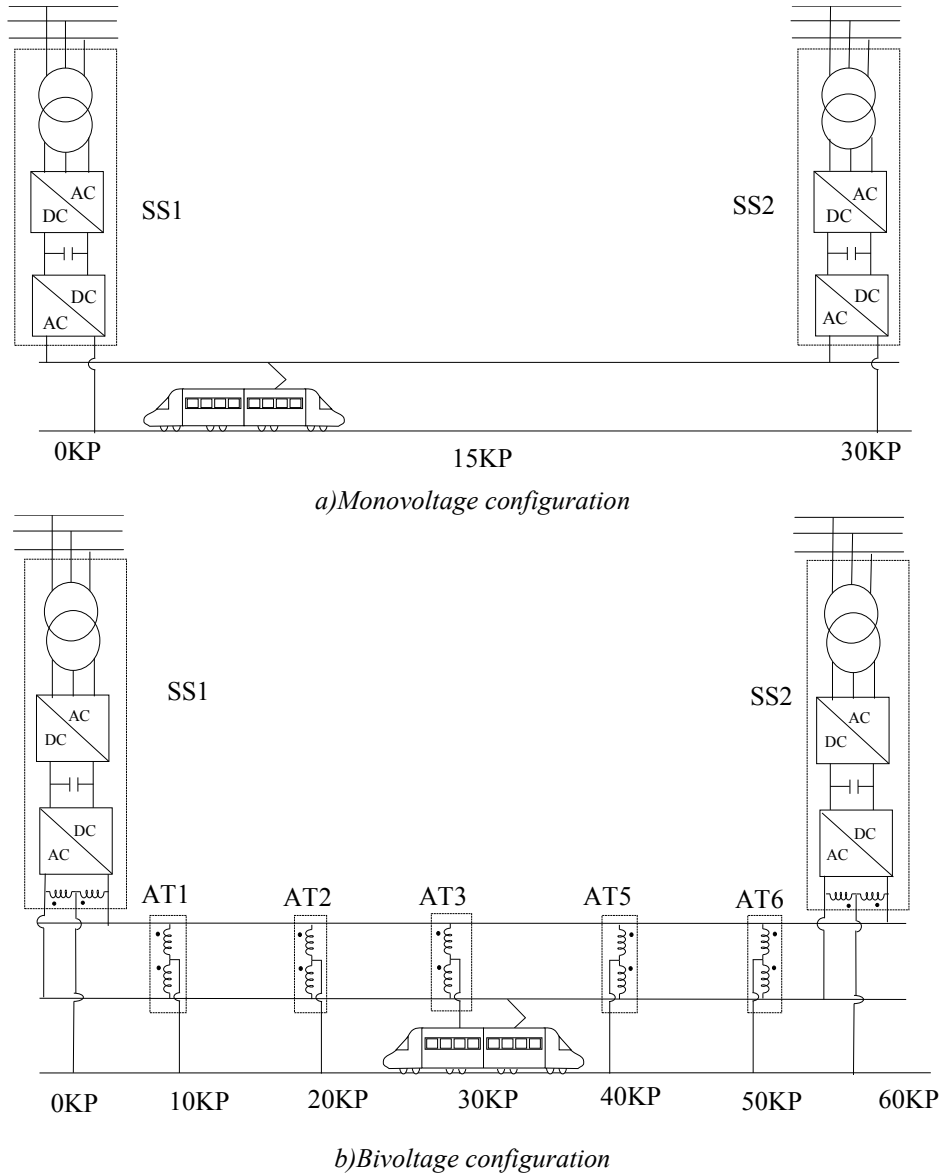 AC
DC
DC
AC
SS1
SS2
AC
DC
DC
AC
0KP
15KP
30KP
a)Monovoltage configuration
AC
DC
DC
AC
SS1
SS2
AC
DC
DC
AC
AT1
AT2
AT3
AT5
AT6
0KP
10KP
20KP
30KP
40KP
50KP
60KP
b)Bivoltage configuration